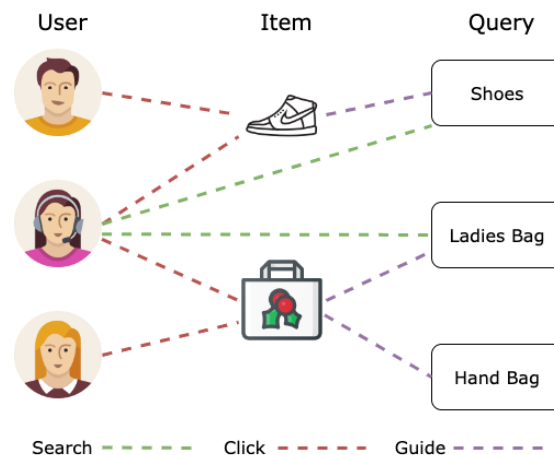 User Item Query
Shoes
Ladies Bag
Hand Bag
Search Click Guide